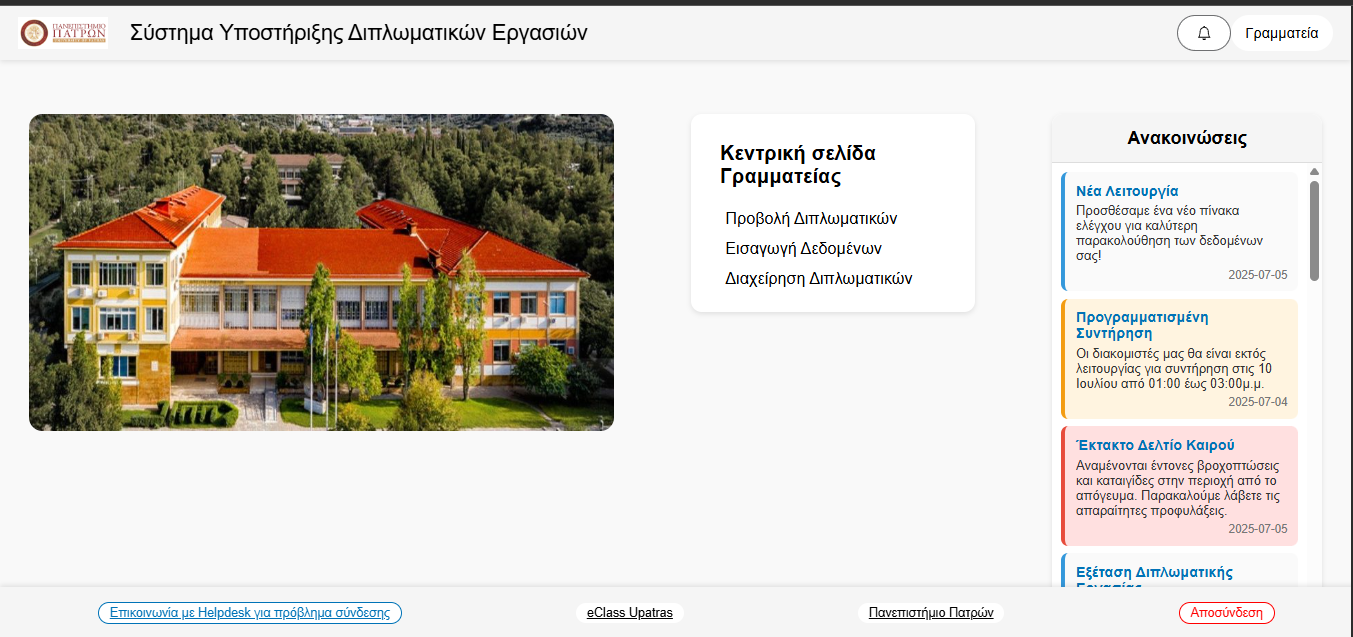 ΠΑΝΕΠΙΣΤΗΜΙΟ
ΠΑΤΡΩΝ
UNIVERSITY OF PATRAS
Σύστημα Υποστήριξης Διπλωματικών Εργασιών
Γραμματεία
Κεντρική σελίδα
Γραμματείας
Προβολή Διπλωματικών
Εισαγωγή Δεδομένων
Διαχείρηση Διπλωματικών
Ανακοινώσεις
Νέα Λειτουργία
Προσθέσαμε ένα νέο πίνακα
ελέγχου για καλύτερη
παρακολούθηση των δεδομένων
σας!
2025-07-05
Προγραμματισμένη
Συντήρηση
Οι διακομιστές μας θα είναι εκτός
λειτουργίας για συντήρηση στις 10
Ιουλίου από 01:00 έως 03:00μ.μ.
2025-07-04
Έκτακτο Δελτίο Καιρού
Αναμένονται έντονες βροχοπτώσεις
και καταιγίδες στην περιοχή από το
απόγευμα. Παρακαλούμε λάβετε τις
απαραίτητες προφυλάξεις.
2025-07-05
Εξέταση Διπλωματικής
Εργασίας
Επικοινωνία με Helpdesk για πρόβλημα σύνδεσης
eClass Upatras
Πανεπιστήμιο Πατρών
Αποσύνδεση